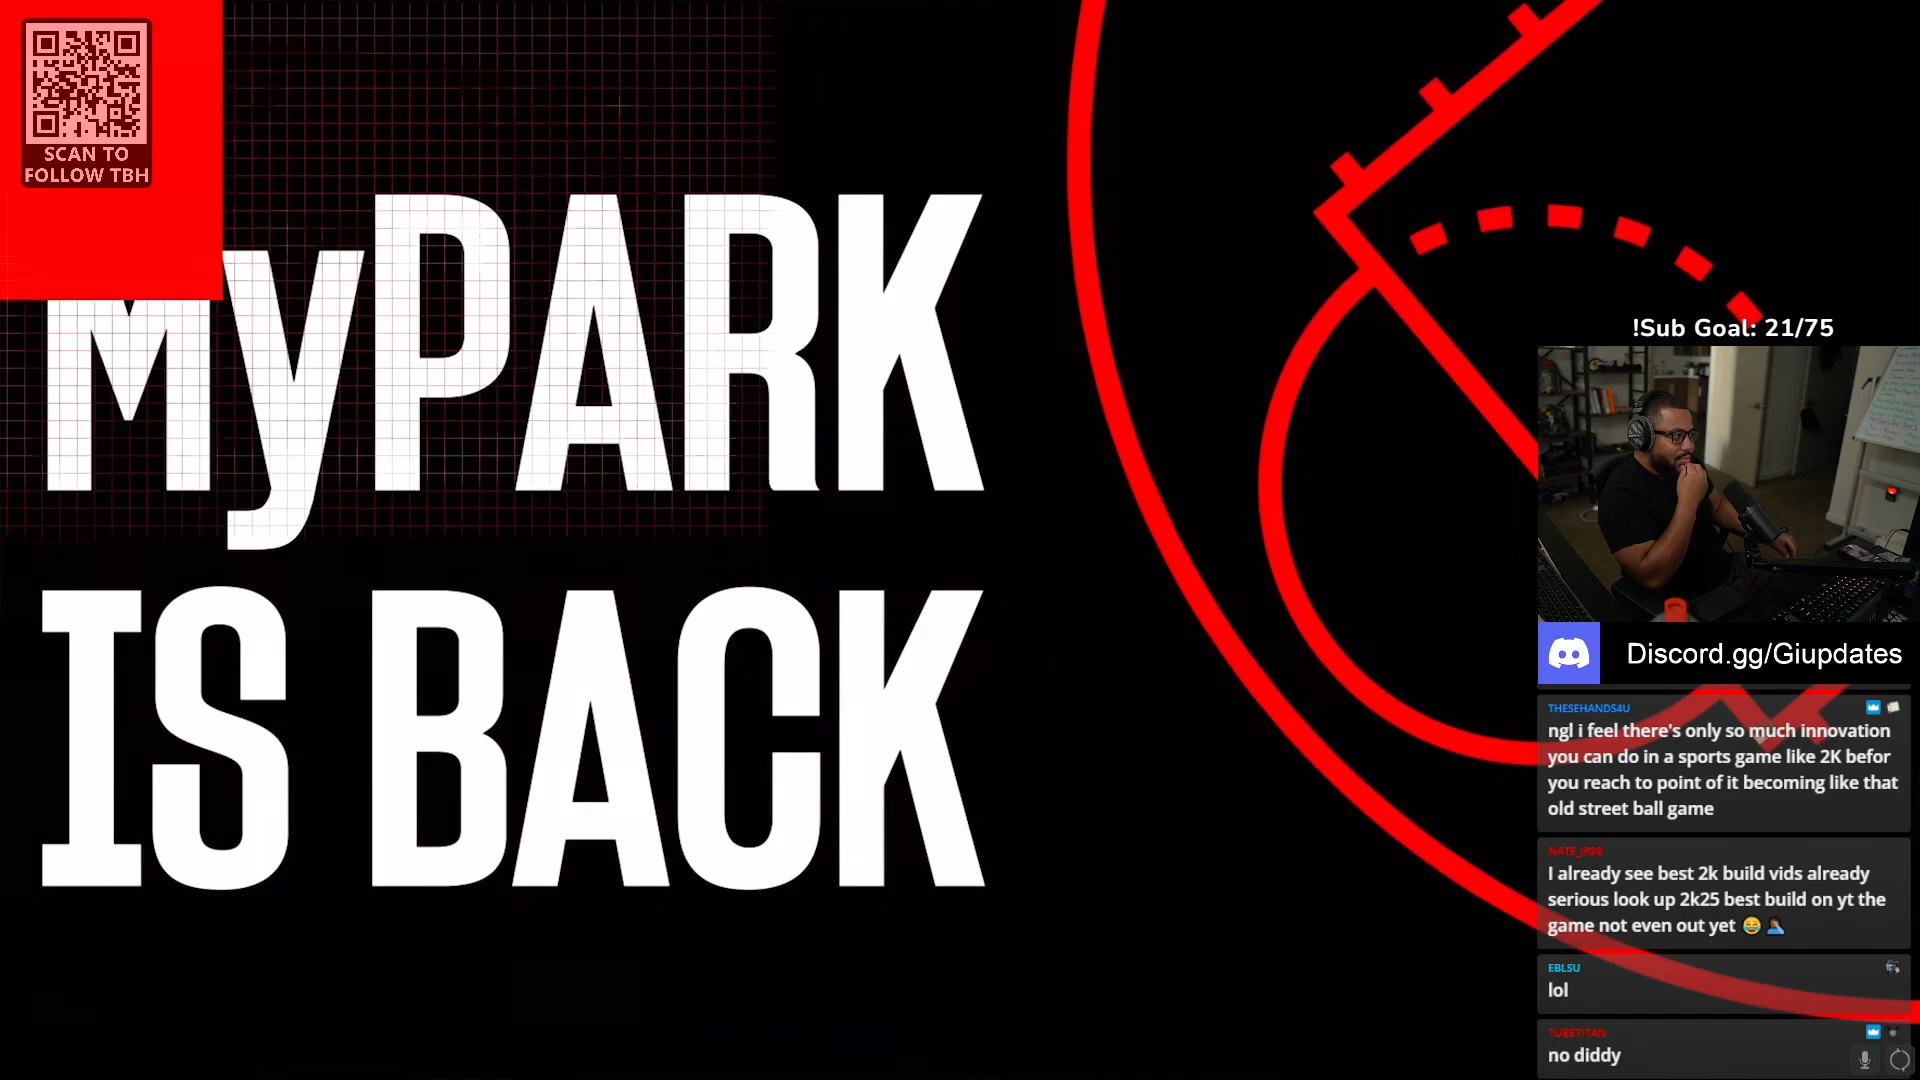 SCAN TO
FOLLOW TBH
MyPARK
IS BACK
!Sub Goal: 21/75
Discord.gg/Giupdates
THESEHANDS4U
ngl i feel there's only so much innovation
you can do in a sports game like 2K befor
you reach to point of it becoming like that
old street ball game
NATE_JR98
I already see best 2k build vids already
serious look up 2k25 best build on yt the
game not even out yet 😂 🤦🏾‍♂️
EBLSU
lol
TUBETITAN
no diddy